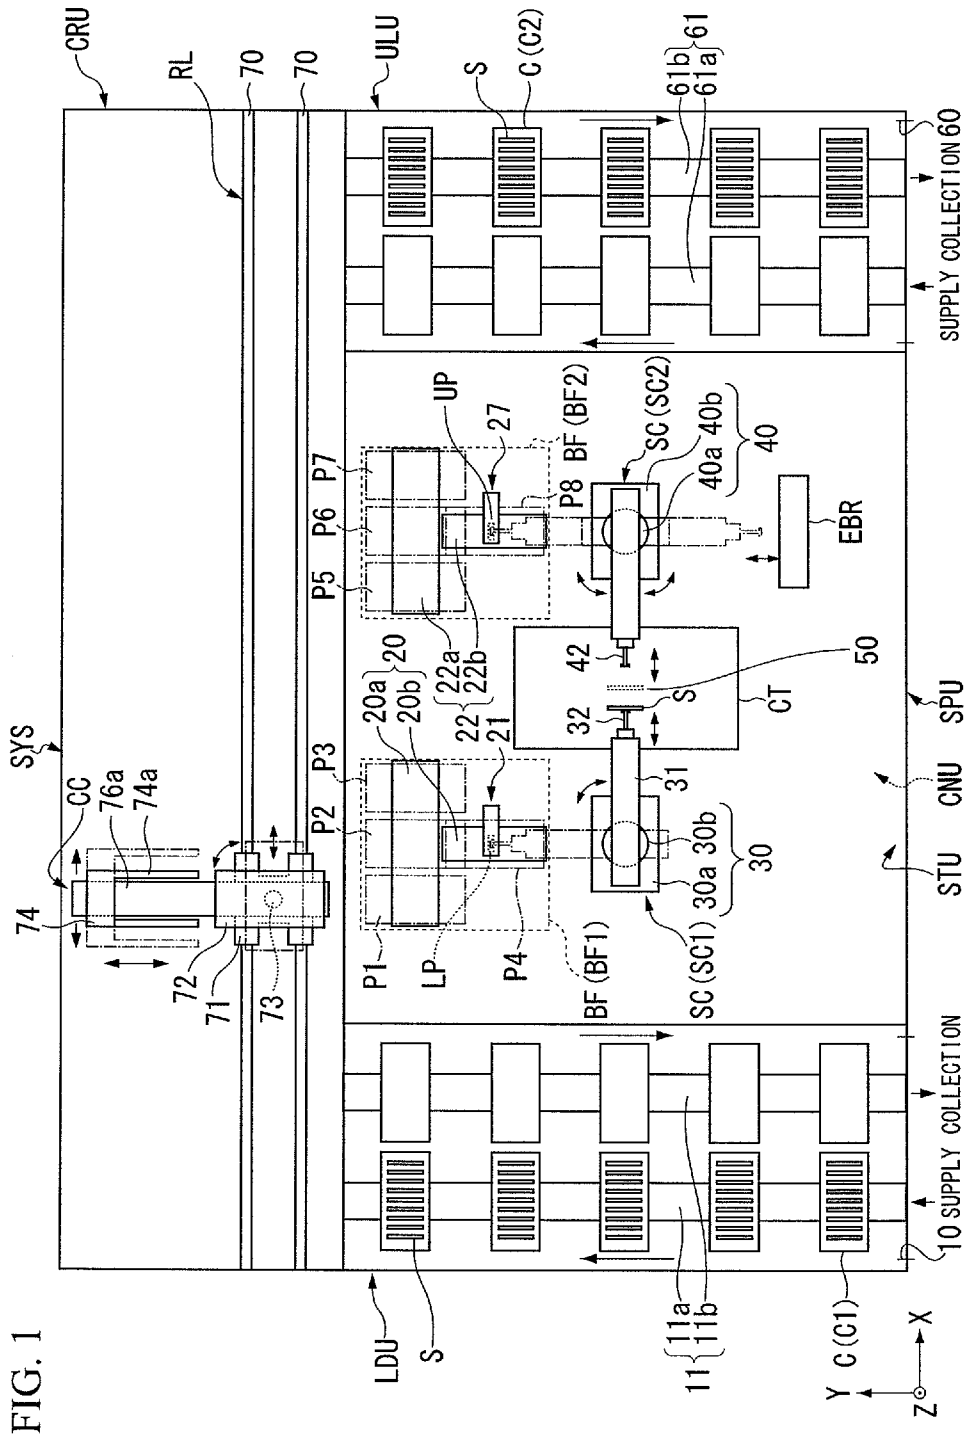 FIG. 1
SYS
CRU
CC
76a
74a
74
72
71
73
RL
70
70
ULU
S
C (C2)
61b
61a
61
LDU
S
P1
P2
P3
20a
20b
20
LP
P4
21
BF (BF1)
P5
P6
P7
22a
22b
22
UP
27
P8
BF (BF2)
SC (SC1)
30a
30b
30
31
32
S
50
42
CT
SC (SC2)
40a
40b
40
EBR
11a
11b
11
C (C1)
10
SUPPLY COLLECTION
STU
CNU
SPU
SUPPLY COLLECTION
60
Y
Z
X